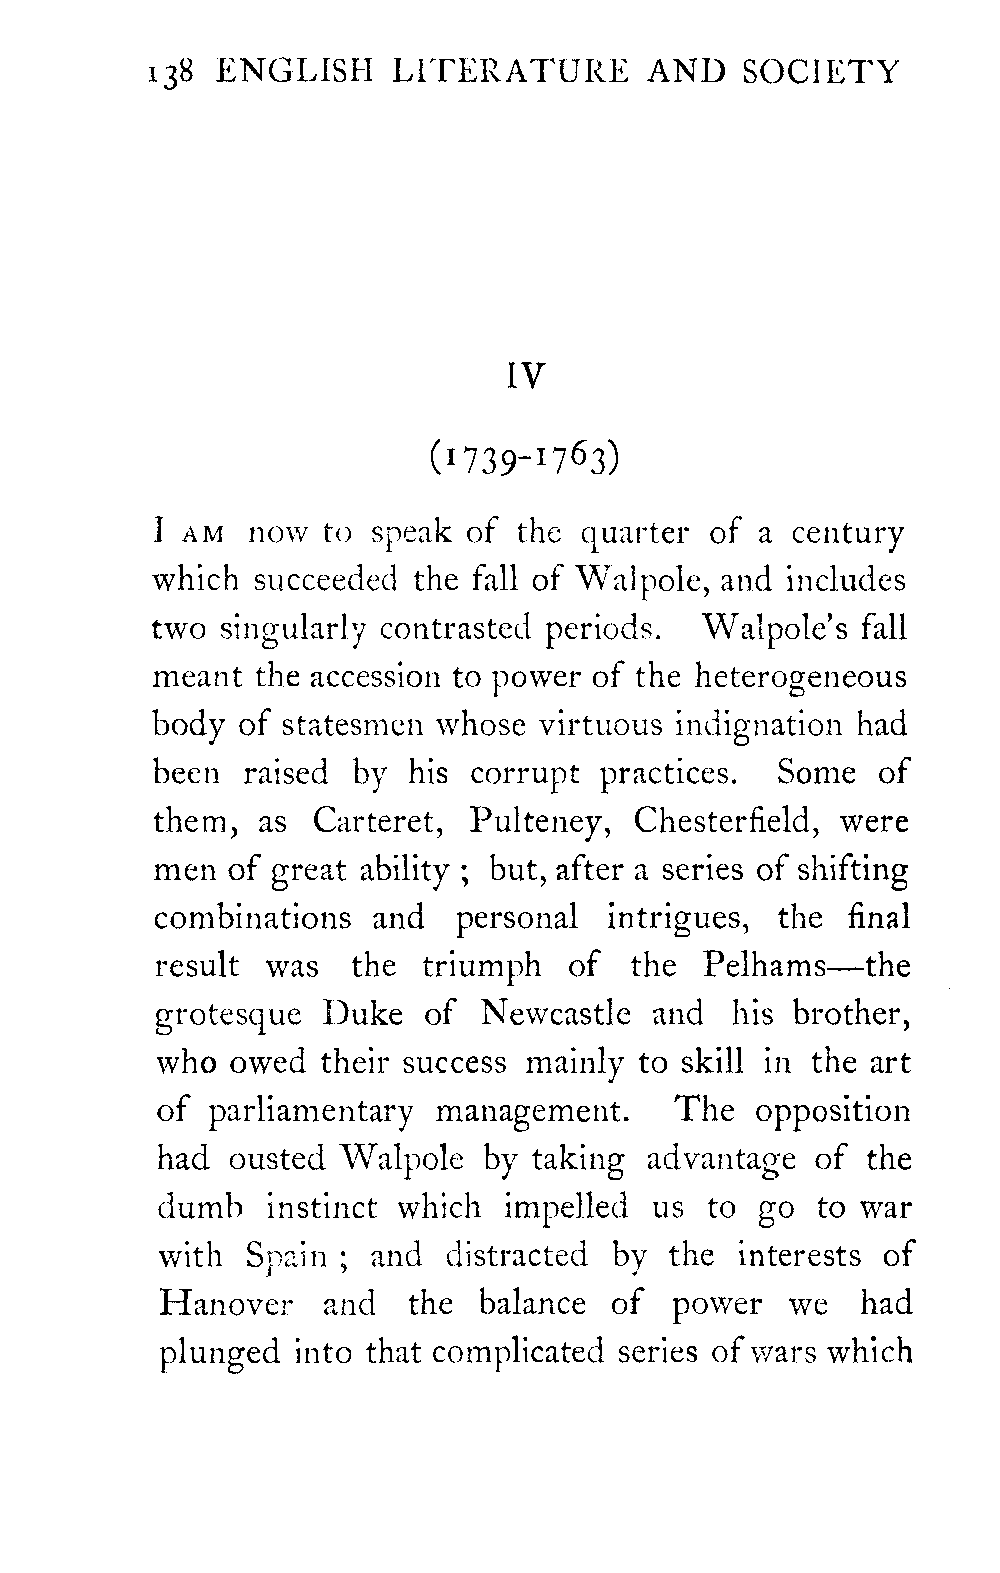 138 ENGLISH LITERATURE AND SOCIETY
IV
(1739-1763)
I AM now to speak of the quarter of a century
which succeeded the fall of Walpole, and includes
two singularly contrasted periods. Walpole's fall
meant the accession to power of the heterogeneous
body of statesmen whose virtuous indignation had
been raised by his corrupt practices. Some of
them, as Carteret, Pulteney, Chesterfield, were
men of great ability ; but, after a series of shifting
combinations and personal intrigues, the final
result was the triumph of the Pelhams—the
grotesque Duke of Newcastle and his brother,
who owed their success mainly to skill in the art
of parliamentary management. The opposition
had ousted Walpole by taking advantage of the
dumb instinct which impelled us to go to war
with Spain ; and distracted by the interests of
Hanover and the balance of power we had
plunged into that complicated series of wars which